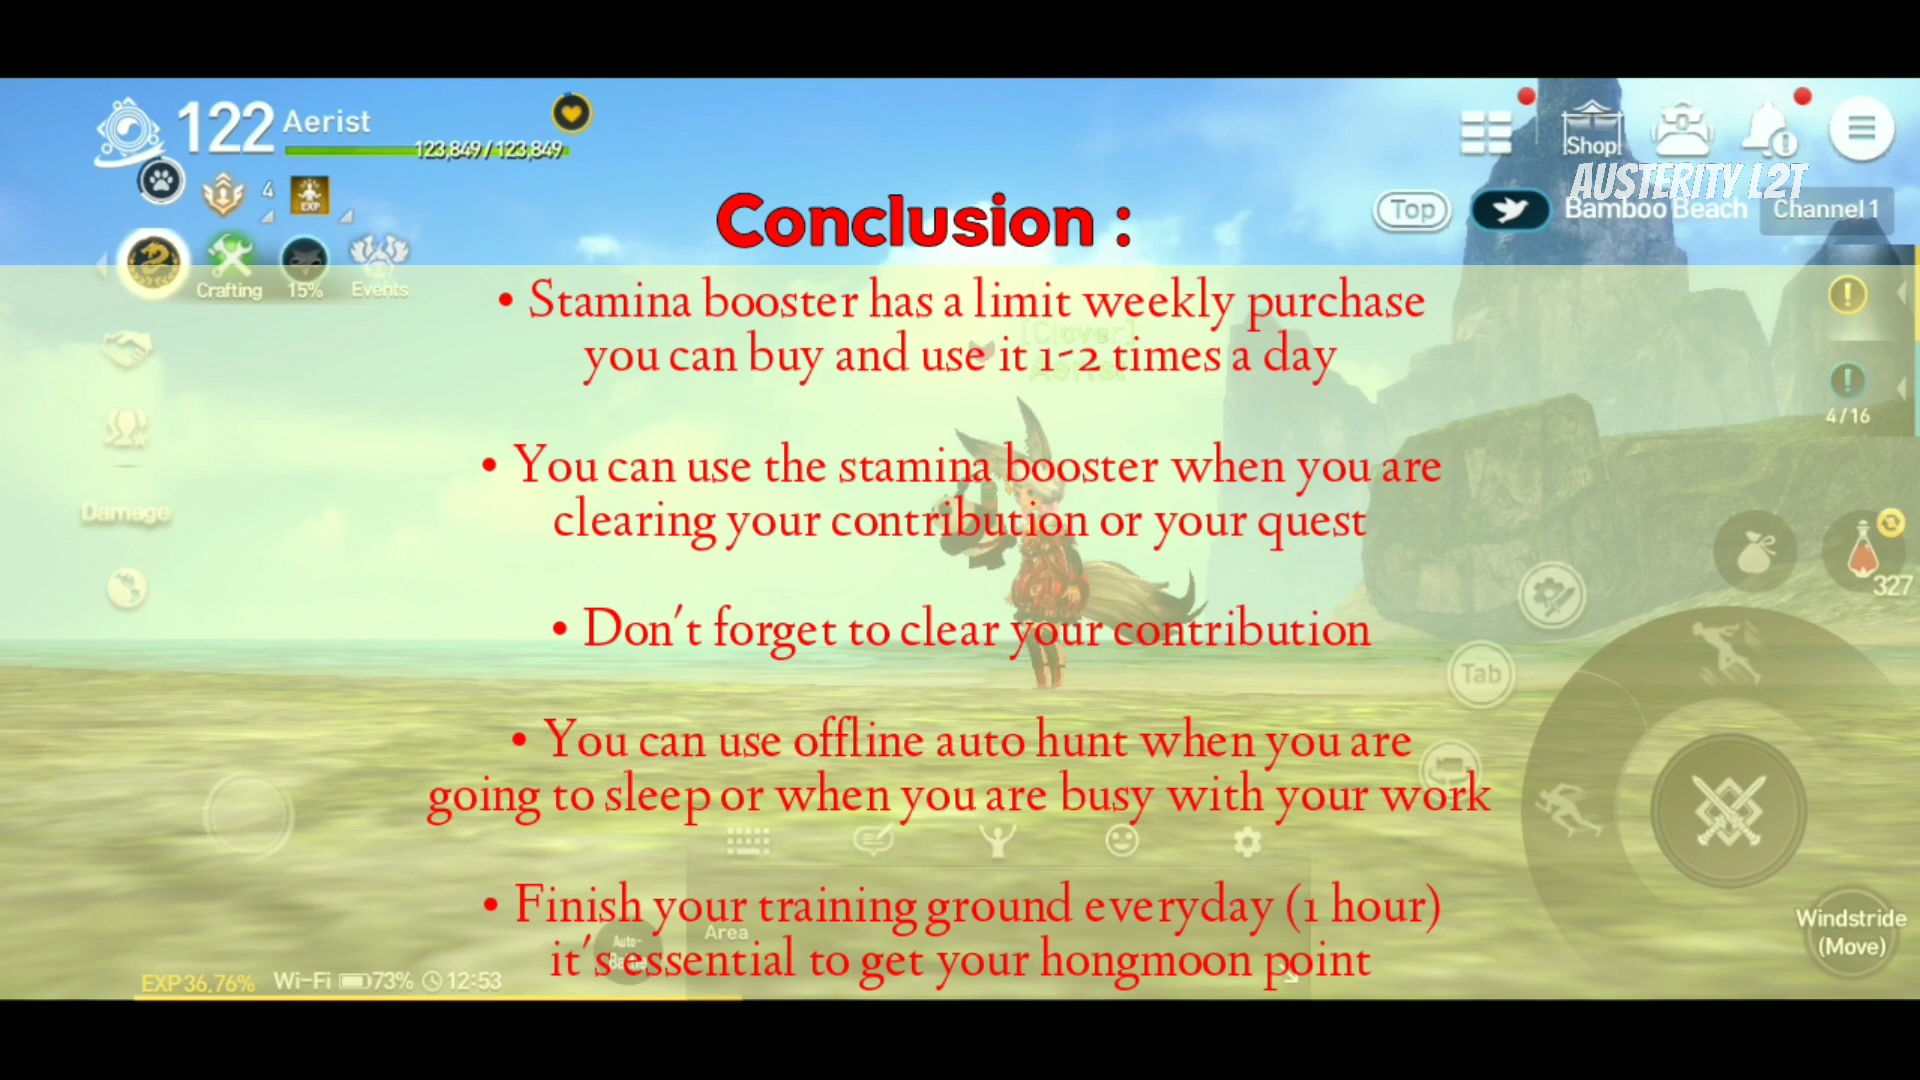 122 Aerist
123,849/123,849
4
EXP
Shop
AUSTERITY L2T
Top
Bamboo Beach
Channel 1
Conclusion :
Crafting
15%
Events
• Stamina booster has a limit weekly purchase
you can buy and use it 1-2 times a day
[Clover]
Aerist
4/16
• You can use the stamina booster when you are
clearing your contribution or your quest
Damage
327
• Don't forget to clear your contribution
Tab
• You can use offline auto hunt when you are
going to sleep or when you are busy with your work
• Finish your training ground everyday (1 hour)
it's essential to get your hongmoon point
Area
Auto-
Battle
Windstride
(Move)
EXP 36.76% Wi-Fi 73% 12:53